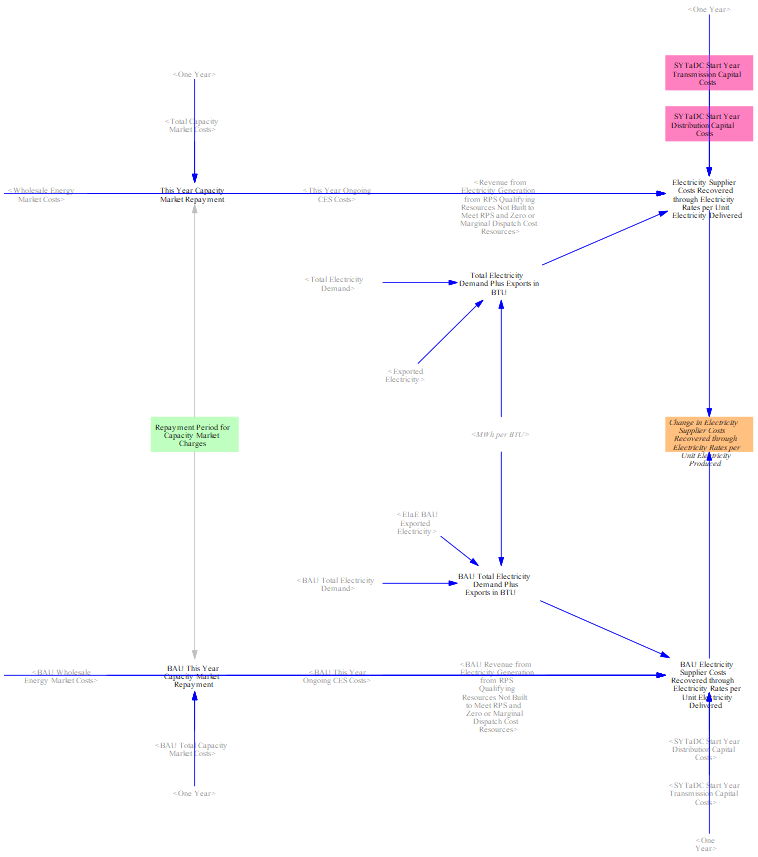 <One Year>
SYTaDC Start Year
Transmission Capital
Costs
<One Year>
<Total Capacity
Market Costs>
SYTaDC Start Year
Distribution Capital
Costs
<Wholesale Energy
Market Costs>
This Year Capacity
Market Repayment
<This Year Ongoing
CES Costs>
<Revenue from
Electricity Generation
from RPS Qualifying
Resources Not Built to
Meet RPS and Zero or
Marginal Dispatch Cost
Resources>
Electricity Supplier
Costs Recovered
through Electricity
Rates per Unit
Electricity Delivered
<Total Electricity
Demand>
Total Electricity
Demand Plus Exports in
BTU
<Exported
Electricity>
Repayment Period for
Capacity Market
Charges
<MWh per BTU>
Change in Electricity
Supplier Costs
Recovered through
Electricity Rates per
Unit Electricity
Produced
<EIaE BAU
Exported
Electricity>
<BAU Total Electricity
Demand>
BAU Total Electricity
Demand Plus
Exports in BTU
<BAU Wholesale
Energy Market Costs>
BAU This Year
Capacity Market
Repayment
<BAU This Year
Ongoing CES Costs>
<BAU Revenue from
Electricity Generation
from RPS
Qualifying
Resources Not Built
to Meet RPS and
Zero or Marginal
Dispatch Cost
Resources>
BAU Electricity
Supplier Costs
Recovered through
Electricity Rates per
Unit Electricity
Delivered
<BAU Total Capacity
Market Costs>
<One Year>
<SYTaDC Start Year
Distribution Capital
Costs>
<SYTaDC Start Year
Transmission Capital
Costs>
<One
Year>